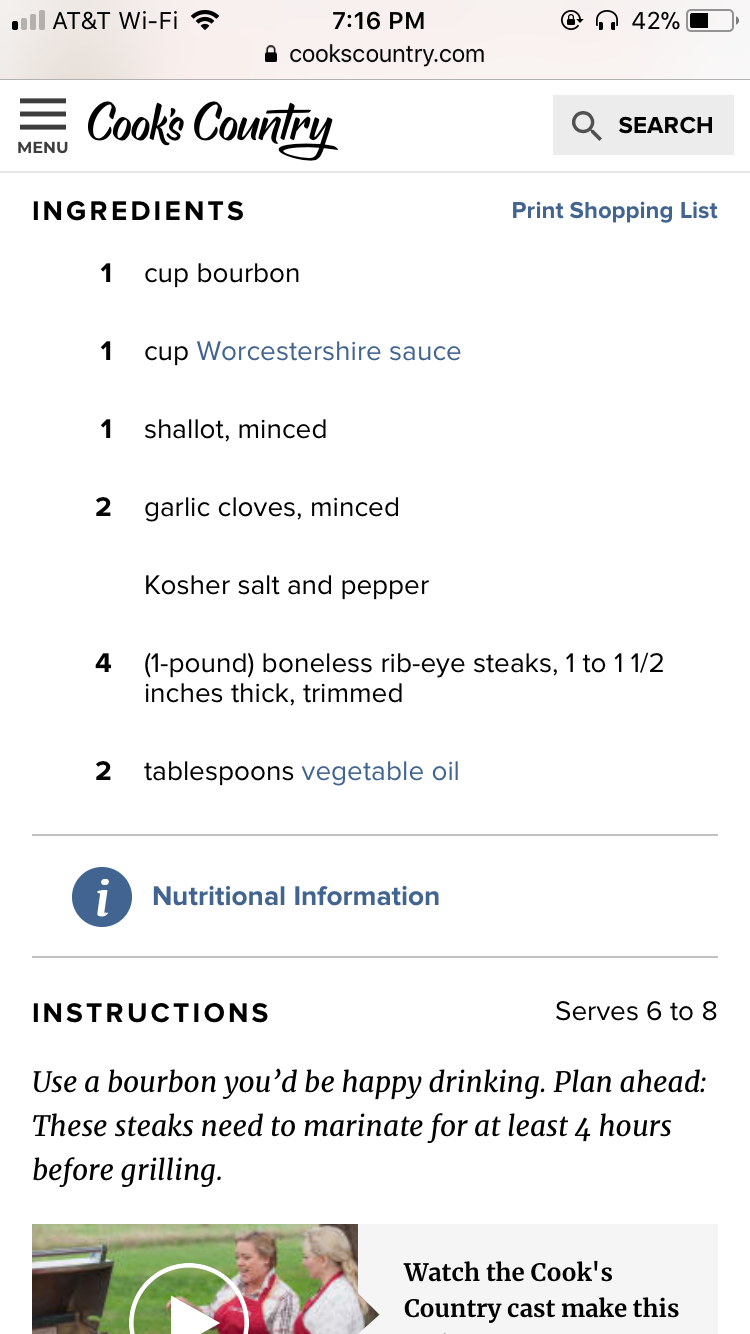 AT&T Wi-Fi 7:16 PM 42%
cookscountry.com
MENU Cook's Country SEARCH
INGREDIENTS Print Shopping List
1 cup bourbon
1 cup Worcestershire sauce
1 shallot, minced
2 garlic cloves, minced
Kosher salt and pepper
4 (1-pound) boneless rib-eye steaks, 1 to 1 1/2
inches thick, trimmed
2 tablespoons vegetable oil
i Nutritional Information
INSTRUCTIONS Serves 6 to 8
Use a bourbon you’d be happy drinking. Plan ahead:
These steaks need to marinate for at least 4 hours
before grilling.
Watch the Cook's
Country cast make this